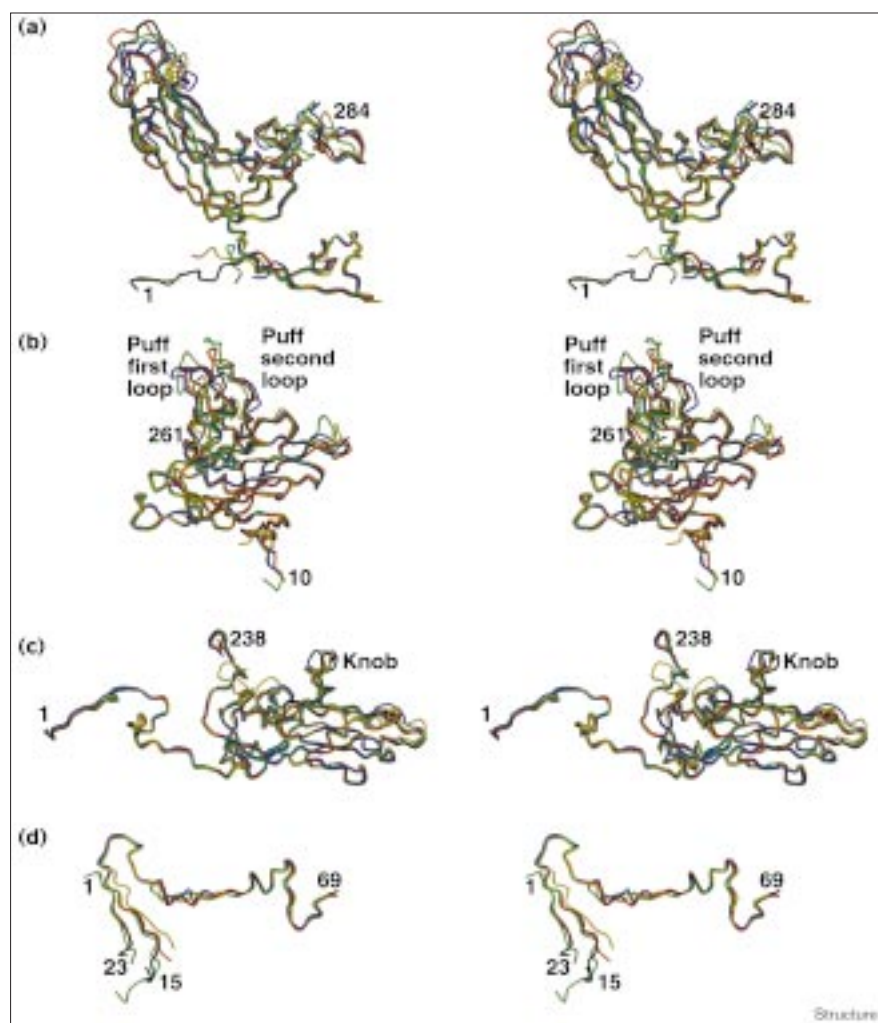 (a)
284
284
1
1
(b)
Puff
first
loop
Puff
second
loop
Puff
first
loop
Puff
second
loop
261
261
10
10
(c)
238
Knob
238
Knob
1
1
(d)
1
69
1
69
23
15
23
15
Structure